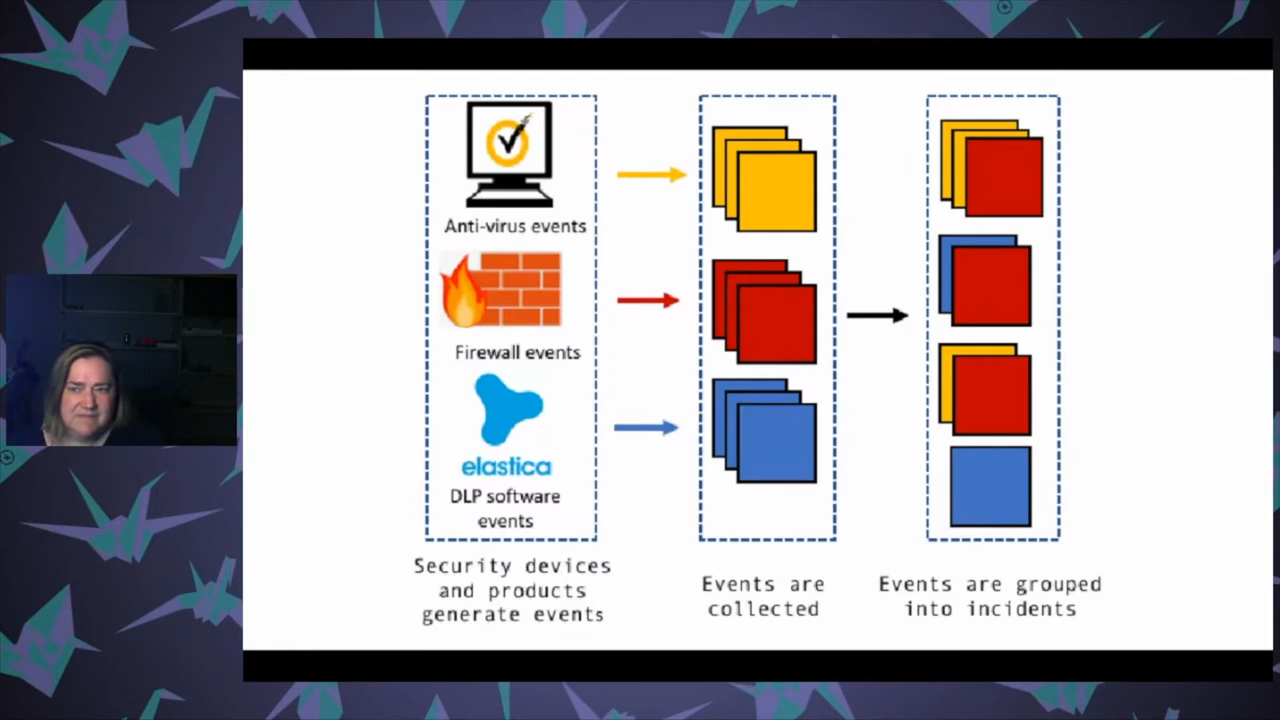 Anti-virus events
Firewall events
elastica
DLP software
events
Security devices
and products
generate events
Events are
collected
Events are grouped
into incidents